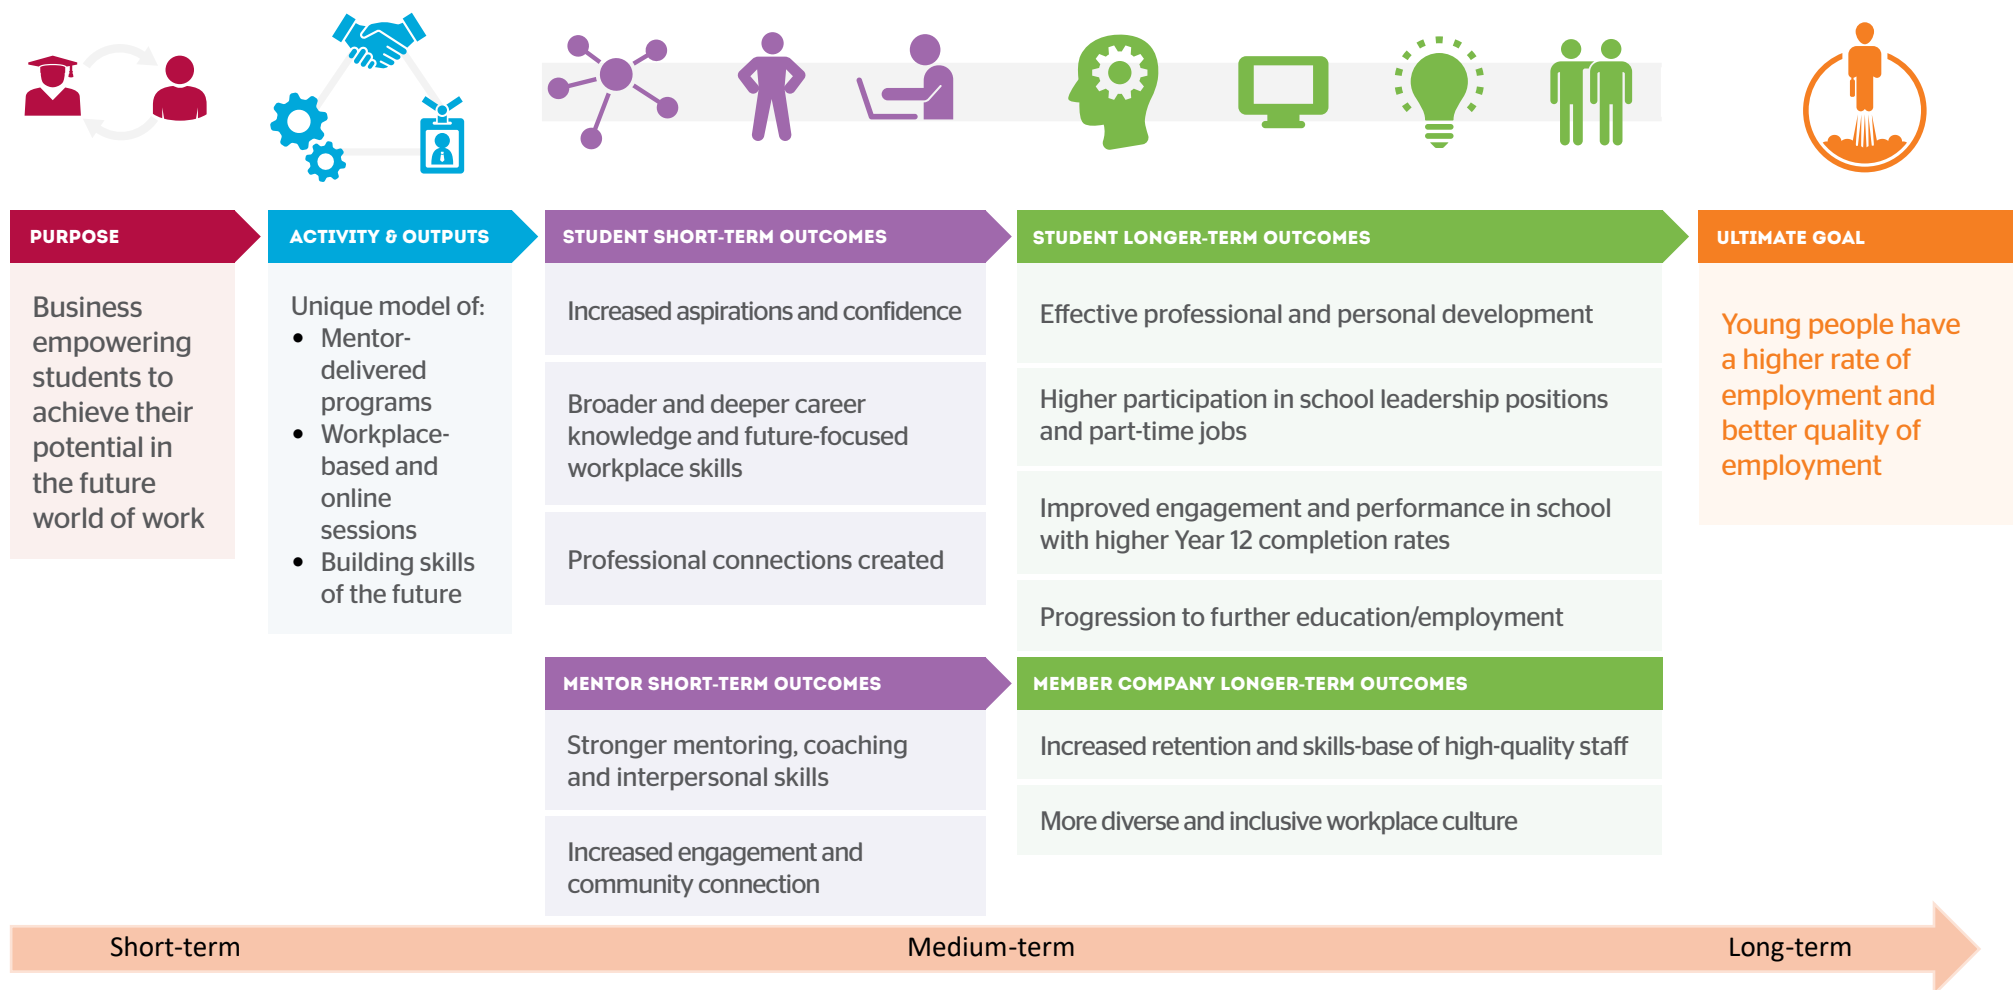 PURPOSE
Business
empowering
students to
achieve their
potential in
the future
world of work
ACTIVITY & OUTPUTS
Unique model of:
• Mentor-
delivered
programs
• Workplace-
based and
online
sessions
• Building skills
of the future
STUDENT SHORT-TERM OUTCOMES
Increased aspirations and confidence
Broader and deeper career
knowledge and future-focused
workplace skills
Professional connections created
MENTOR SHORT-TERM OUTCOMES
Stronger mentoring, coaching
and interpersonal skills
Increased engagement and
community connection
STUDENT LONGER-TERM OUTCOMES
Effective professional and personal development
Higher participation in school leadership positions
and part-time jobs
Improved engagement and performance in school
with higher Year 12 completion rates
Progression to further education/employment
MEMBER COMPANY LONGER-TERM OUTCOMES
Increased retention and skills-base of high-quality staff
More diverse and inclusive workplace culture
ULTIMATE GOAL
Young people have
a higher rate of
employment and
better quality of
employment
Short-term
Medium-term
Long-term